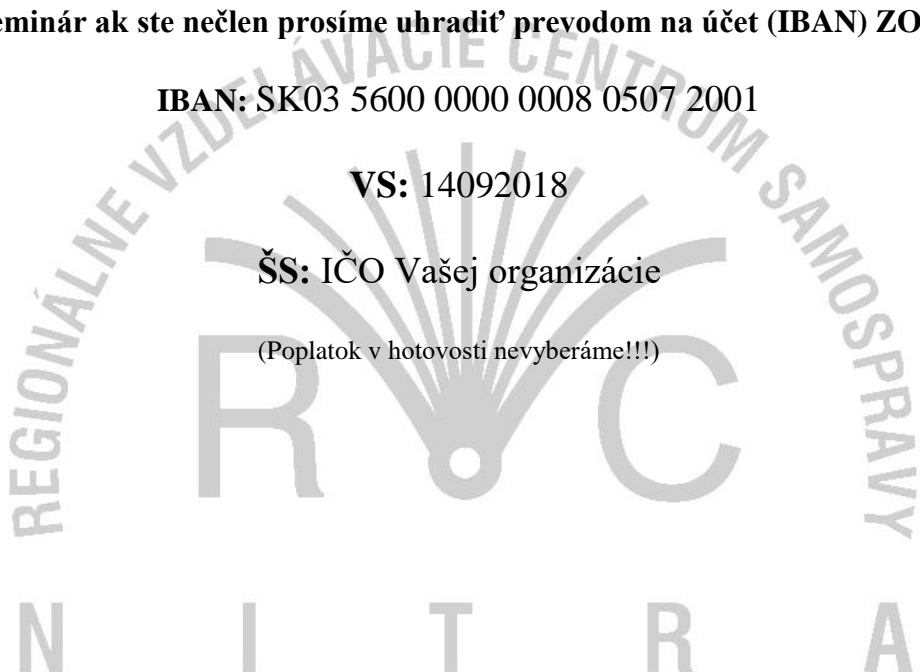 eminár ak ste nečlen prosíme uhradiť prevodom na účet (IBAN) ZO
IBAN: SK03 5600 0000 0008 0507 2001
VS: 14092018
ŠS: IČO Vašej organizácie
(Poplatok v hotovosti nevyberáme!!!)
REGIONÁLNE VZDELÁVACIE CENTRUM SAMOSPRAVY
R C
N I T R A